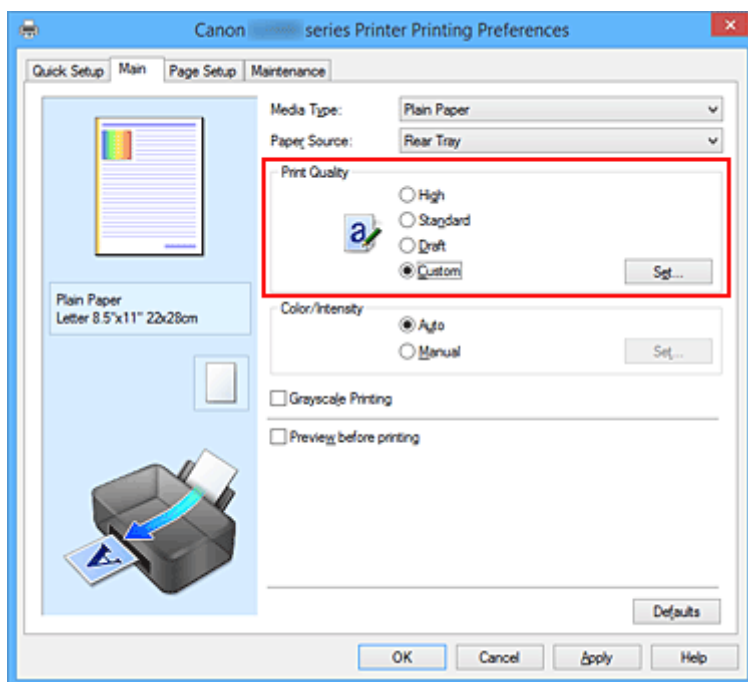 Canon series Printer Printing Preferences
Quick Setup Main Page Setup Maintenance
Media Type: Plain Paper
Paper Source: Rear Tray
Print Quality
High
Standard
Draft
Custom Set...
Plain Paper
Letter 8.5"x11" 22x28cm
Color/Intensity
Auto
Manual Set...
Grayscale Printing
Preview before printing
Defaults
OK Cancel Apply Help